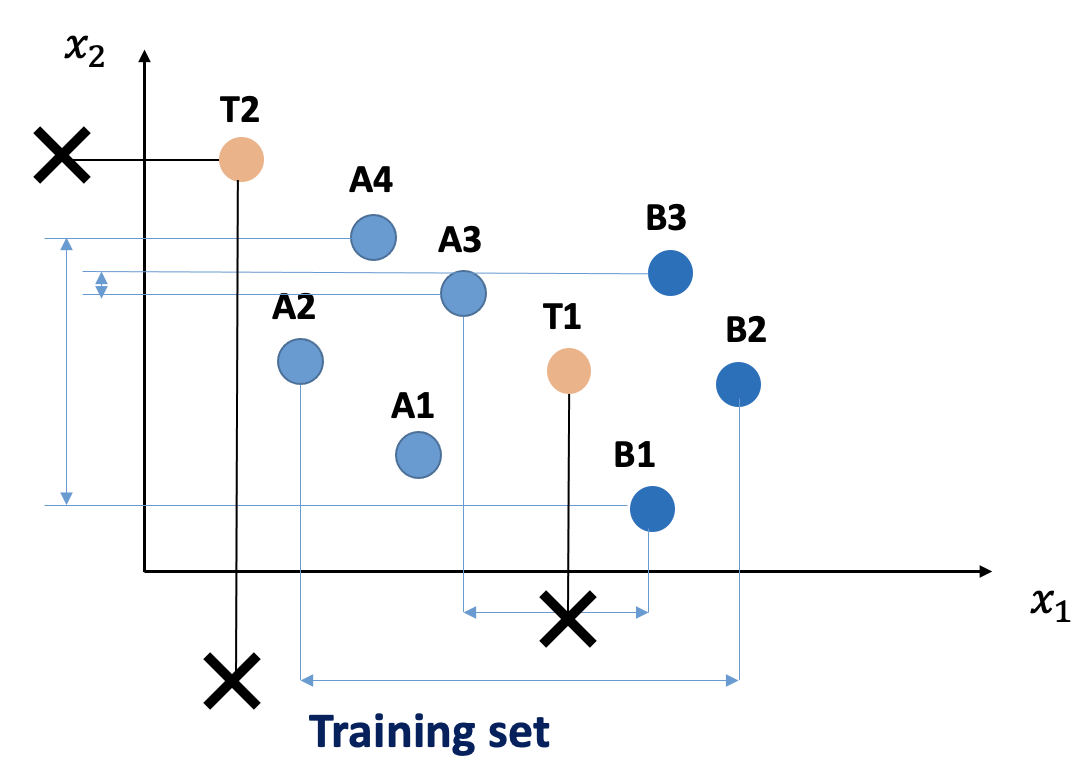 x₂
T2
A4
B3
A3
A2
T1
B2
A1
B1
x₁
Training set